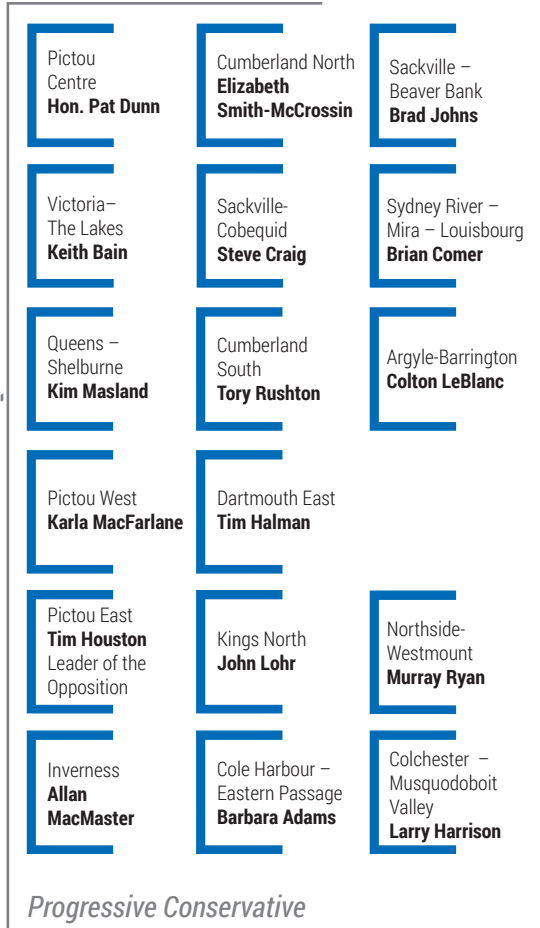 Pictou
Centre
Hon. Pat Dunn
Cumberland North
Elizabeth
Smith-McCrossin
Sackville –
Beaver Bank
Brad Johns
Victoria–
The Lakes
Keith Bain
Sackville-
Cobequid
Steve Craig
Sydney River –
Mira – Louisbourg
Brian Comer
Queens –
Shelburne
Kim Masland
Cumberland
South
Tory Rushton
Argyle-Barrington
Colton LeBlanc
Pictou West
Karla MacFarlane
Dartmouth East
Tim Halman
Pictou East
Tim Houston
Leader of the
Opposition
Kings North
John Lohr
Northside-
Westmount
Murray Ryan
Inverness
Allan
MacMaster
Cole Harbour –
Eastern Passage
Barbara Adams
Colchester –
Musquodoboit
Valley
Larry Harrison
Progressive Conservative